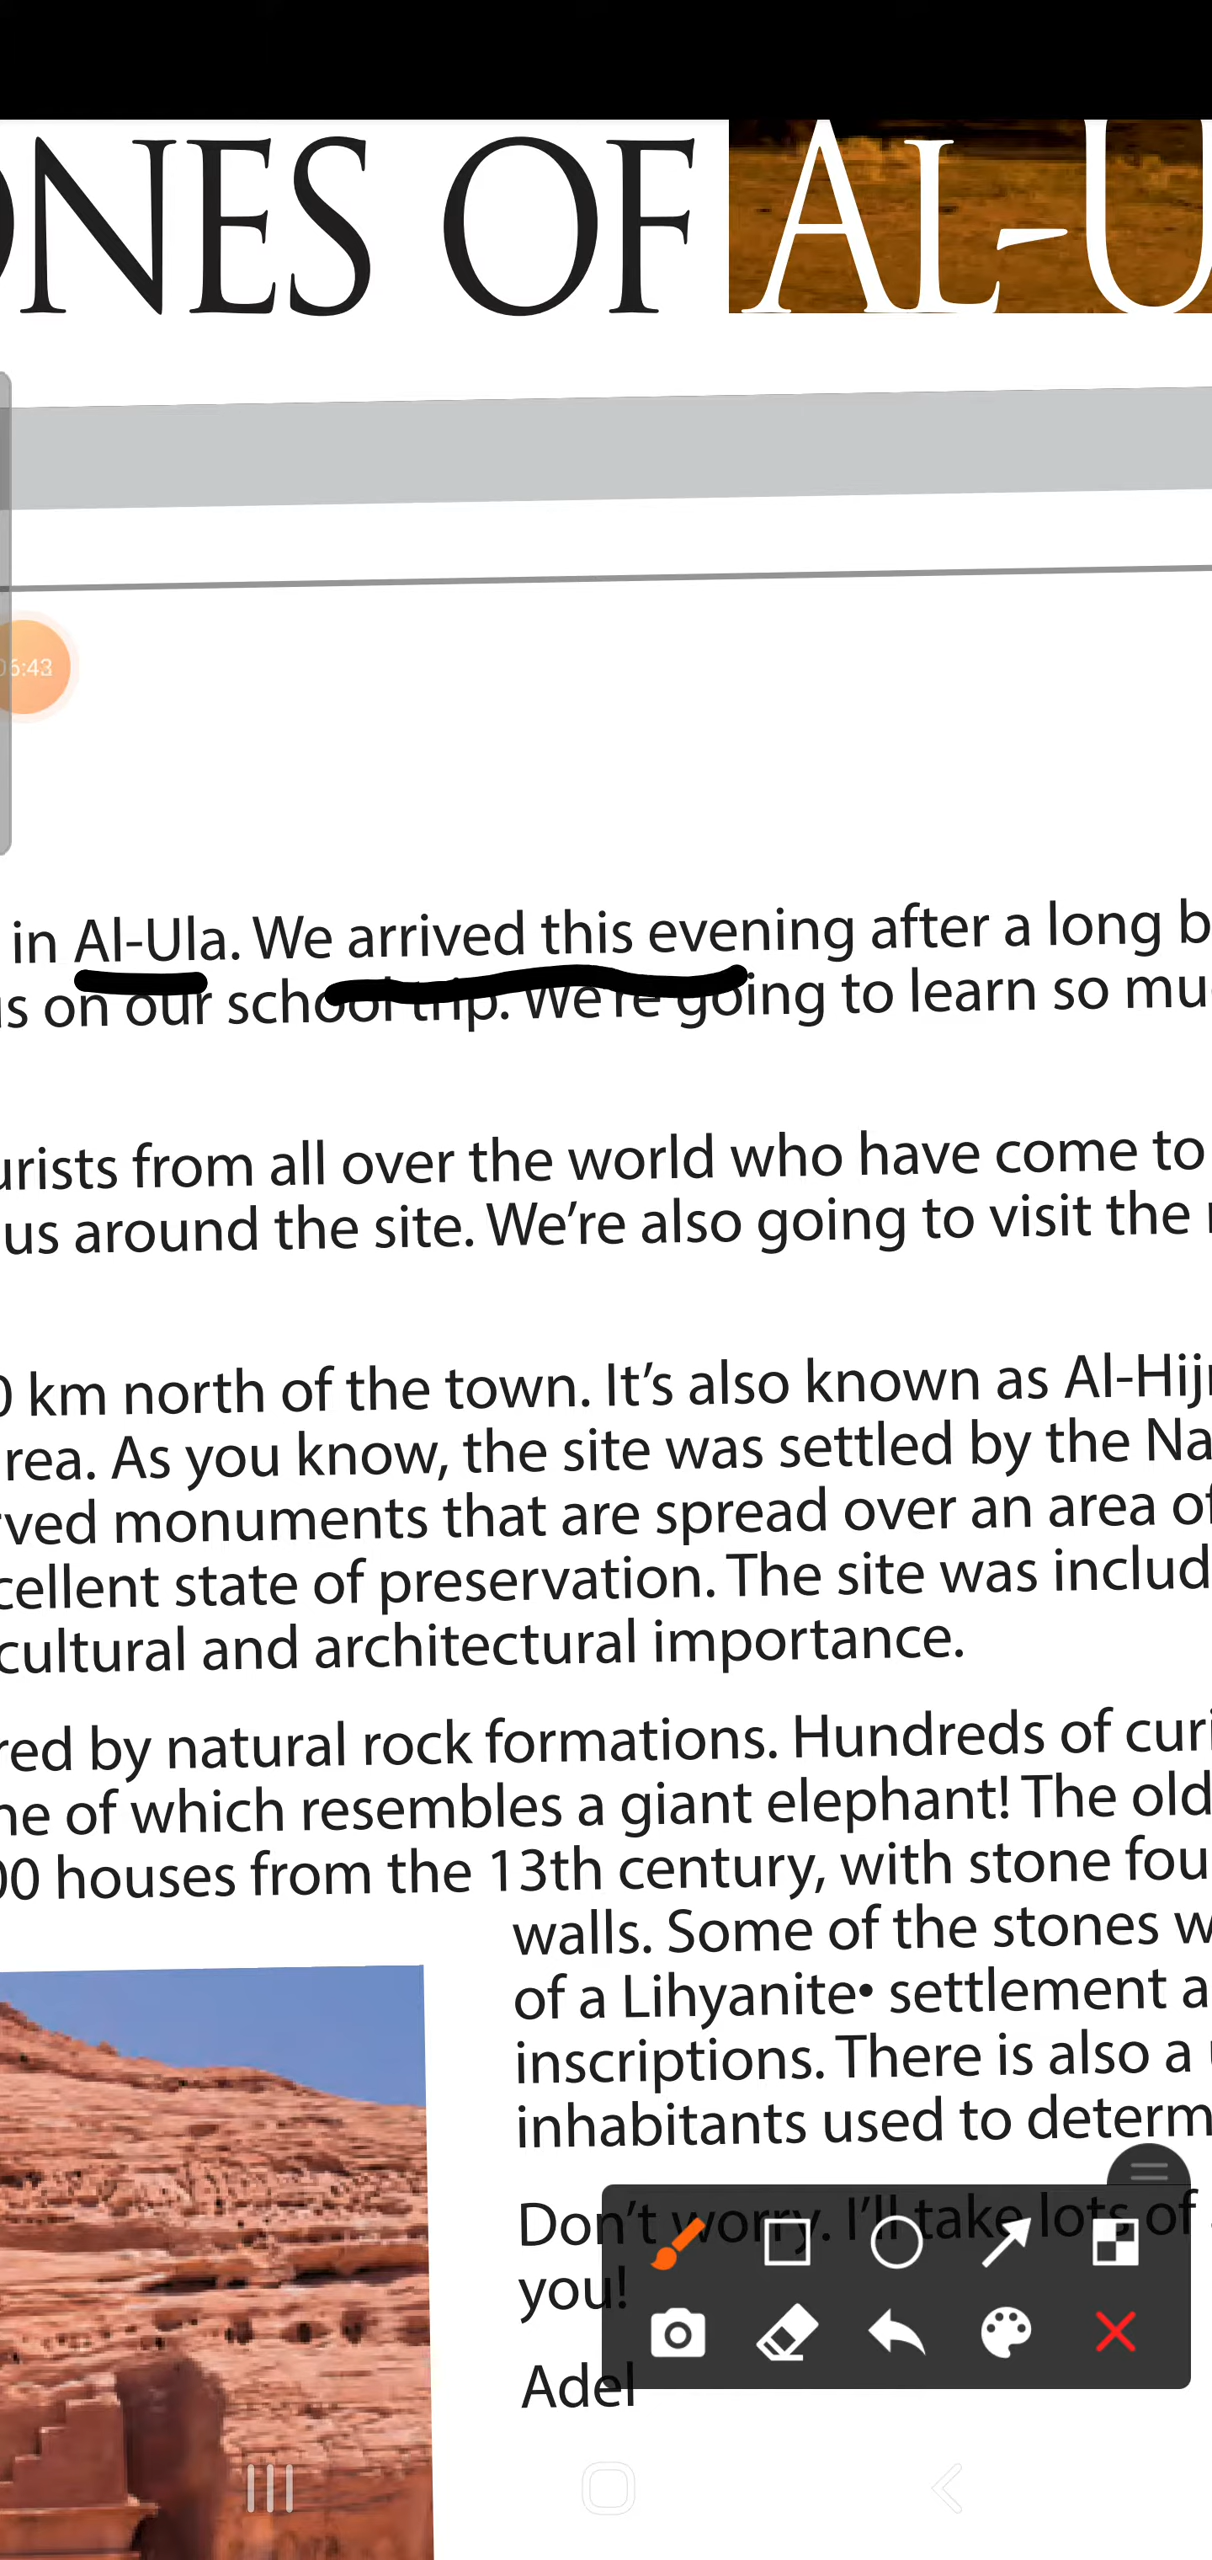 ONES OF AL-U
06:43
in Al-Ula. We arrived this evening after a long b
us on our school trip. We're going to learn so mu
urists from all over the world who have come to
us around the site. We're also going to visit the
0 km north of the town. It's also known as Al-Hijr
rea. As you know, the site was settled by the Na
rved monuments that are spread over an area of
cellent state of preservation. The site was includ
cultural and architectural importance.
red by natural rock formations. Hundreds of curi
ne of which resembles a giant elephant! The old
00 houses from the 13th century, with stone fou
walls. Some of the stones w
of a Lihyanite• settlement a
inscriptions. There is also a
inhabitants used to determ
Don't worry. I'll take lots of
you!
Adel